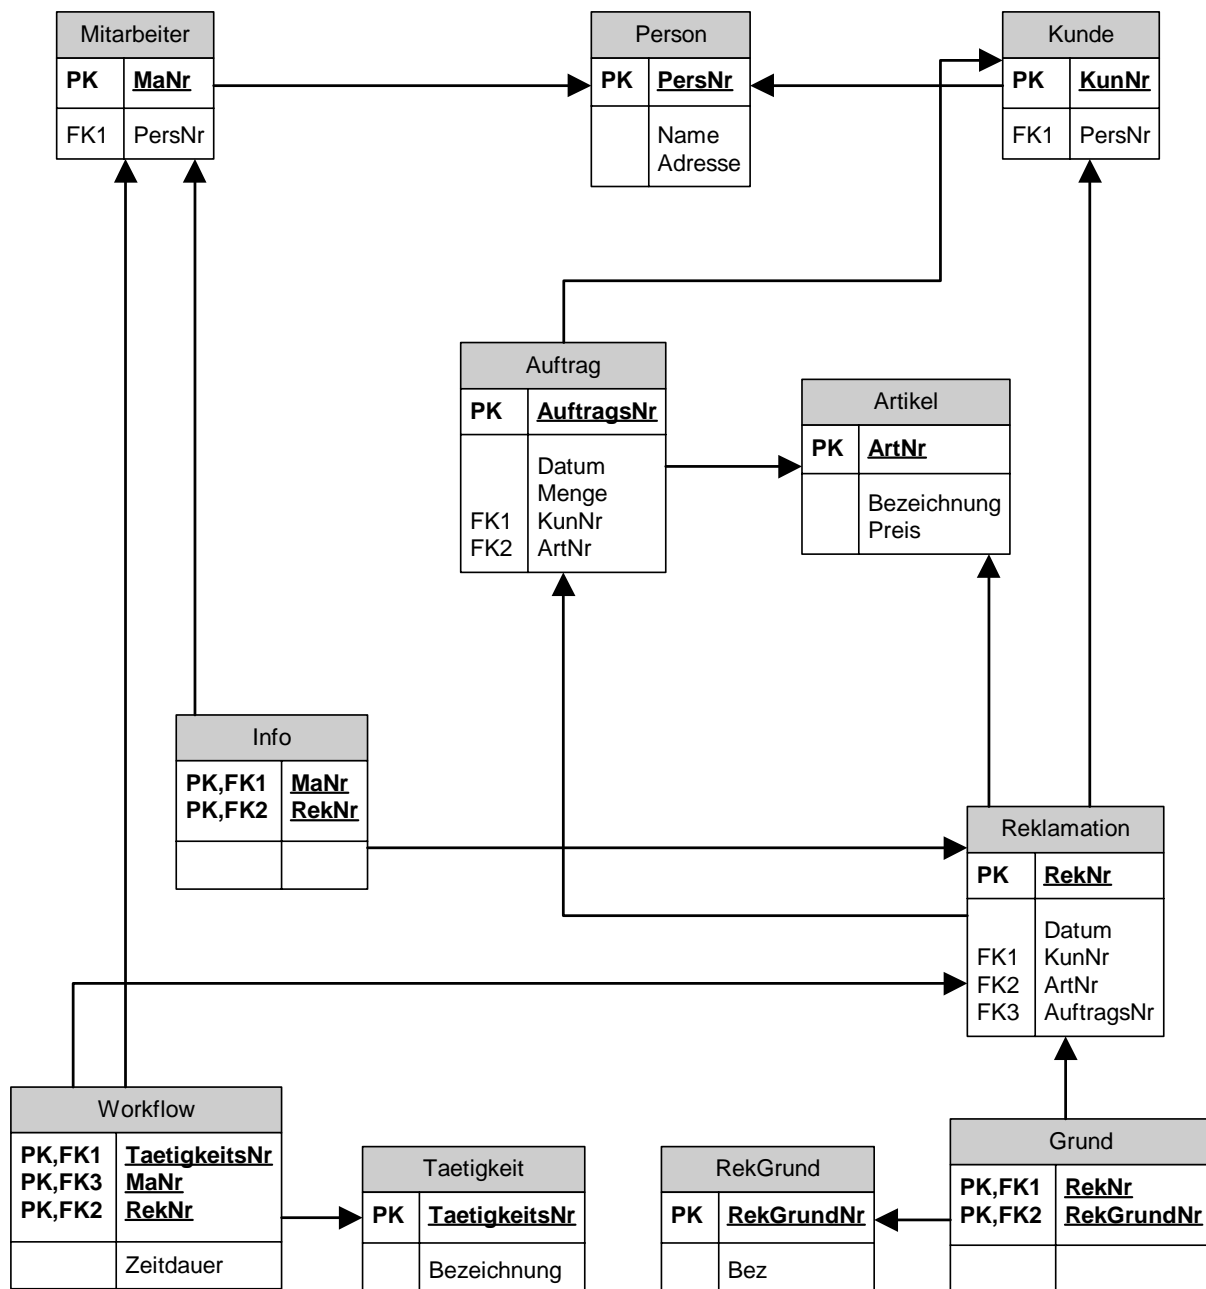 Mitarbeiter
PK MaNr
FK1 PersNr
Person
PK PersNr
Name
Adresse
Kunde
PK KunNr
FK1 PersNr
Auftrag
PK AuftragsNr
Datum
Menge
FK1 KunNr
FK2 ArtNr
Artikel
PK ArtNr
Bezeichnung
Preis
Info
PK,FK1 MaNr
PK,FK2 RekNr
Reklamation
PK RekNr
Datum
FK1 KunNr
FK2 ArtNr
FK3 AuftragsNr
Workflow
PK,FK1 TaetigkeitsNr
PK,FK3 MaNr
PK,FK2 RekNr
Zeitdauer
Taetigkeit
PK TaetigkeitsNr
Bezeichnung
RekGrund
PK RekGrundNr
Bez
Grund
PK,FK1 RekNr
PK,FK2 RekGrundNr